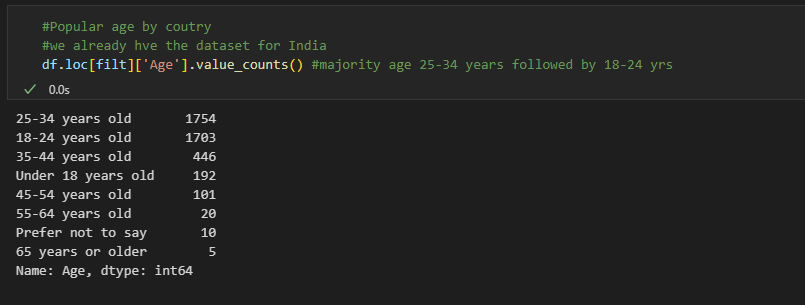 #Popular age by coutry
#we already hve the dataset for India
df.loc[filt]['Age'].value_counts() #majority age 25-34 years followed by 18-24 yrs
0.0s
25-34 years old 1754
18-24 years old 1703
35-44 years old 446
Under 18 years old 192
45-54 years old 101
55-64 years old 20
Prefer not to say 10
65 years or older 5
Name: Age, dtype: int64